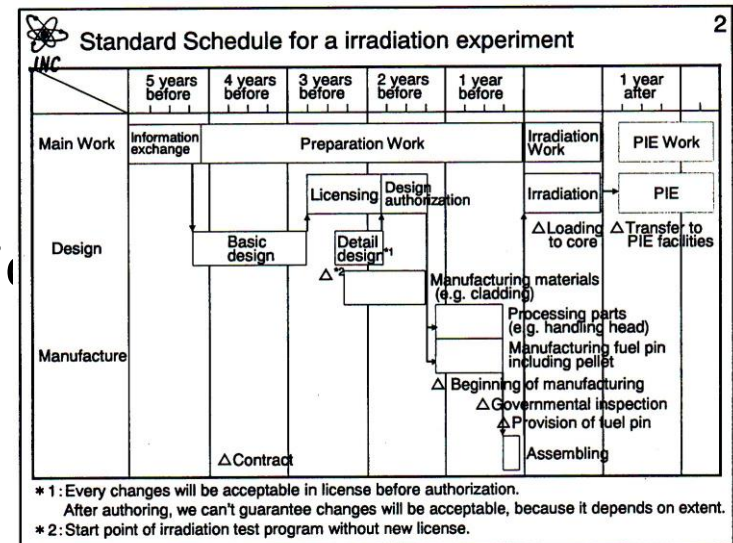 2
Standard Schedule for a irradiation experiment
JNC
5 years before
4 years before
3 years before
2 years before
1 year before
1 year after
Main Work
Information exchange
Preparation Work
Irradiation Work
PIE Work
Licensing
Design authorization
Irradiation
PIE
Design
Basic design
Detail design *1
△Loading to core
△Transfer to PIE facilities
△*2
Manufacturing materials (e.g. cladding)
Processing parts (e.g. handling head)
Manufacture
Manufacturing fuel pin including pellet
△ Beginning of manufacturing
△Governmental inspection
△Provision of fuel pin
△Contract
Assembling
* 1 : Every changes will be acceptable in license before authorization.
After authoring, we can't guarantee changes will be acceptable, because it depends on extent.
* 2 : Start point of irradiation test program without new license.